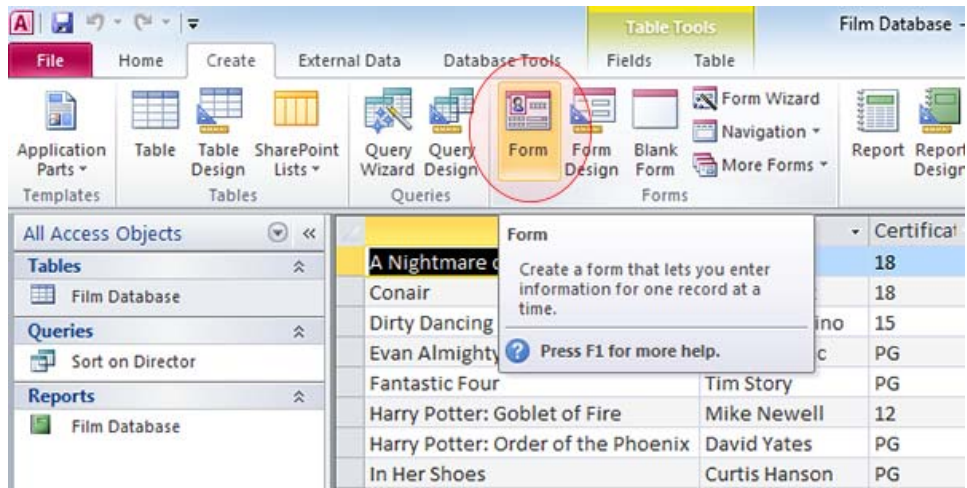 A
Table Tools
Film Database -
File Home Create External Data Database Tools Fields Table
Application Parts
Table
Table Design
SharePoint Lists
Query Wizard
Query Design
Form
Form Design
Blank Form
Form Wizard
Navigation
More Forms
Report
Report Design
Templates Tables Queries Forms
All Access Objects
Tables
Film Database
Queries
Sort on Director
Reports
Film Database
Certificat
A Nightmare 18
Conair 18
Dirty Dancing ino 15
Evan Almighty c PG
Fantastic Four Tim Story PG
Harry Potter: Goblet of Fire Mike Newell 12
Harry Potter: Order of the Phoenix David Yates PG
In Her Shoes Curtis Hanson PG
Form
Create a form that lets you enter
information for one record at a
time.
? Press F1 for more help.